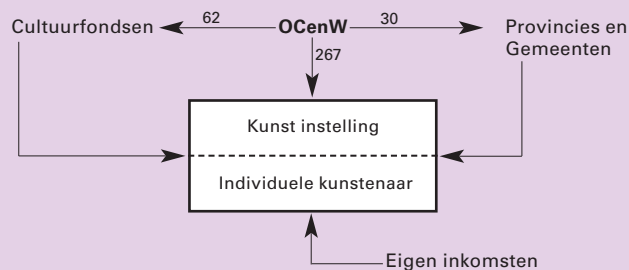 Cultuurfondsen 62 OCenW 30 Provincies en
Gemeenten
267
Kunst instelling
Individuele kunstenaar
Eigen inkomsten